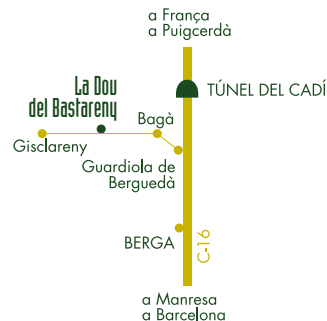 a França
a Puigcerdà
TÚNEL DEL CADÍ
La Dou
del Bastareny
Bagà
Gisclareny
Guardiola de
Berguedà
BERGA
C-16
a Manresa
a Barcelona